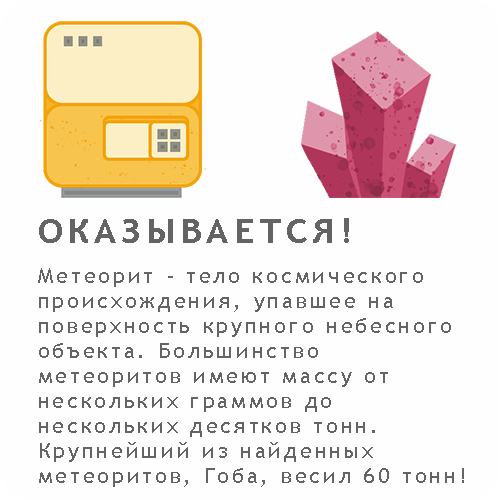 ОКАЗЫВАЕТСЯ!
Метеорит - тело космического
происхождения, упавшее на
поверхность крупного небесного
объекта. Большинство
метеоритов имеют массу от
нескольких граммов до
нескольких десятков тонн.
Крупнейший из найденных
метеоритов, Гоба, весил 60 тонн!